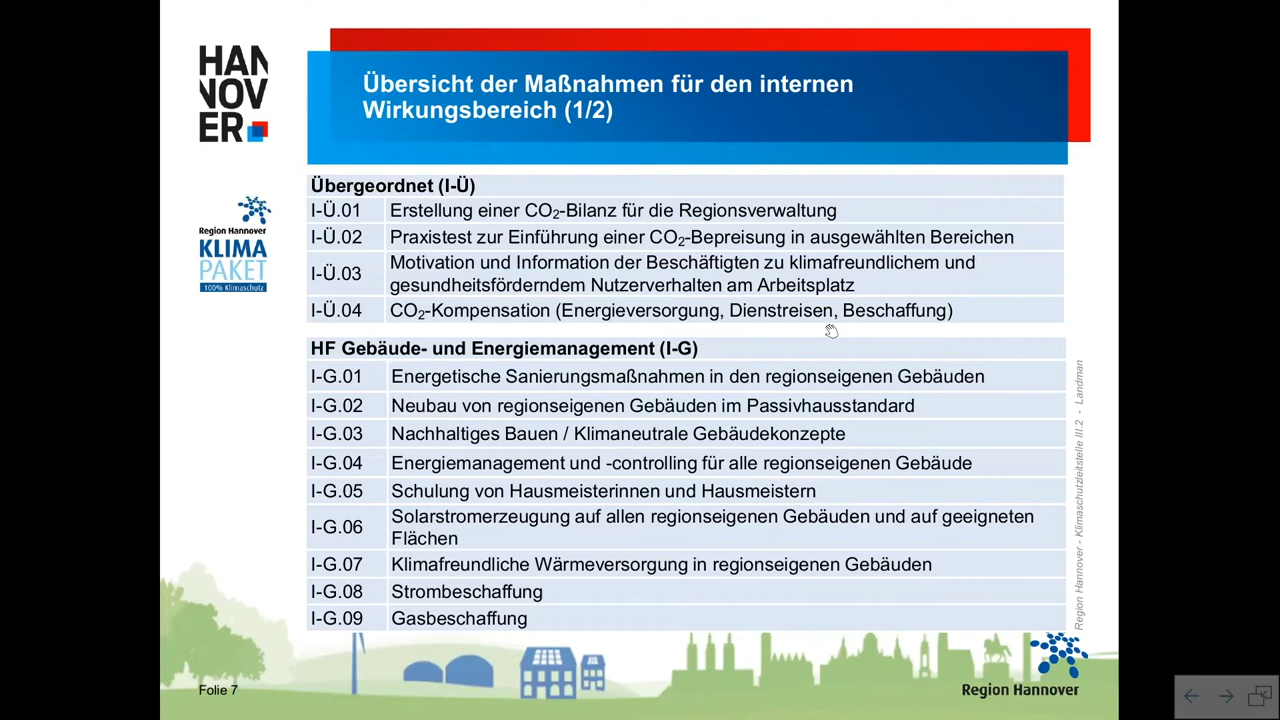 HAN
NOV
ER
Übersicht der Maßnahmen für den internen
Wirkungsbereich (1/2)
Region Hannover
KLIMA
PAKET
100% Klimaschutz
Übergeordnet (I-Ü)
I-Ü.01 Erstellung einer CO₂-Bilanz für die Regionsverwaltung
I-Ü.02 Praxistest zur Einführung einer CO₂-Bepreisung in ausgewählten Bereichen
I-Ü.03 Motivation und Information der Beschäftigten zu klimafreundlichem und
gesundheitsförderndem Nutzerverhalten am Arbeitsplatz
I-Ü.04 CO₂-Kompensation (Energieversorgung, Dienstreisen, Beschaffung)
HF Gebäude- und Energiemanagement (I-G)
I-G.01 Energetische Sanierungsmaßnahmen in den regionseigenen Gebäuden
I-G.02 Neubau von regionseigenen Gebäuden im Passivhausstandard
I-G.03 Nachhaltiges Bauen / Klimaneutrale Gebäudekonzepte
I-G.04 Energiemanagement und -controlling für alle regionseigenen Gebäude
I-G.05 Schulung von Hausmeisterinnen und Hausmeistern
I-G.06 Solarstromerzeugung auf allen regionseigenen Gebäuden und auf geeigneten
Flächen
I-G.07 Klimafreundliche Wärmeversorgung in regionseigenen Gebäuden
I-G.08 Strombeschaffung
I-G.09 Gasbeschaffung
Region Hannover - Klimaschutzleitstelle III.2 - Landman
Folie 7
Region Hannover